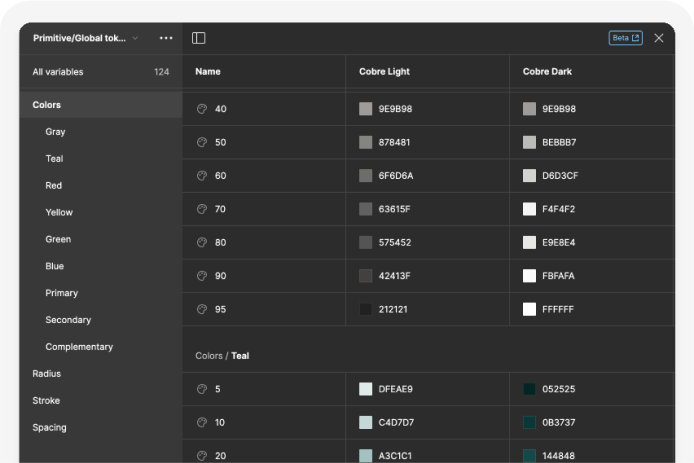 Primitive/Global tok...
Beta
All variables 124
Name Cobre Light Cobre Dark
Colors
Gray
Teal
Red
Yellow
Green
Blue
Primary
Secondary
Complementary
Radius
Stroke
Spacing
40 9E9B98 9E9B98
50 878481 BEBBB7
60 6F6D6A D6D3CF
70 63615F F4F4F2
80 575452 E9E8E4
90 42413F FBFAFA
95 212121 FFFFFF
Colors / Teal
5 DFEAE9 052525
10 C4D7D7 0B3737
20 A3C1C1 144848